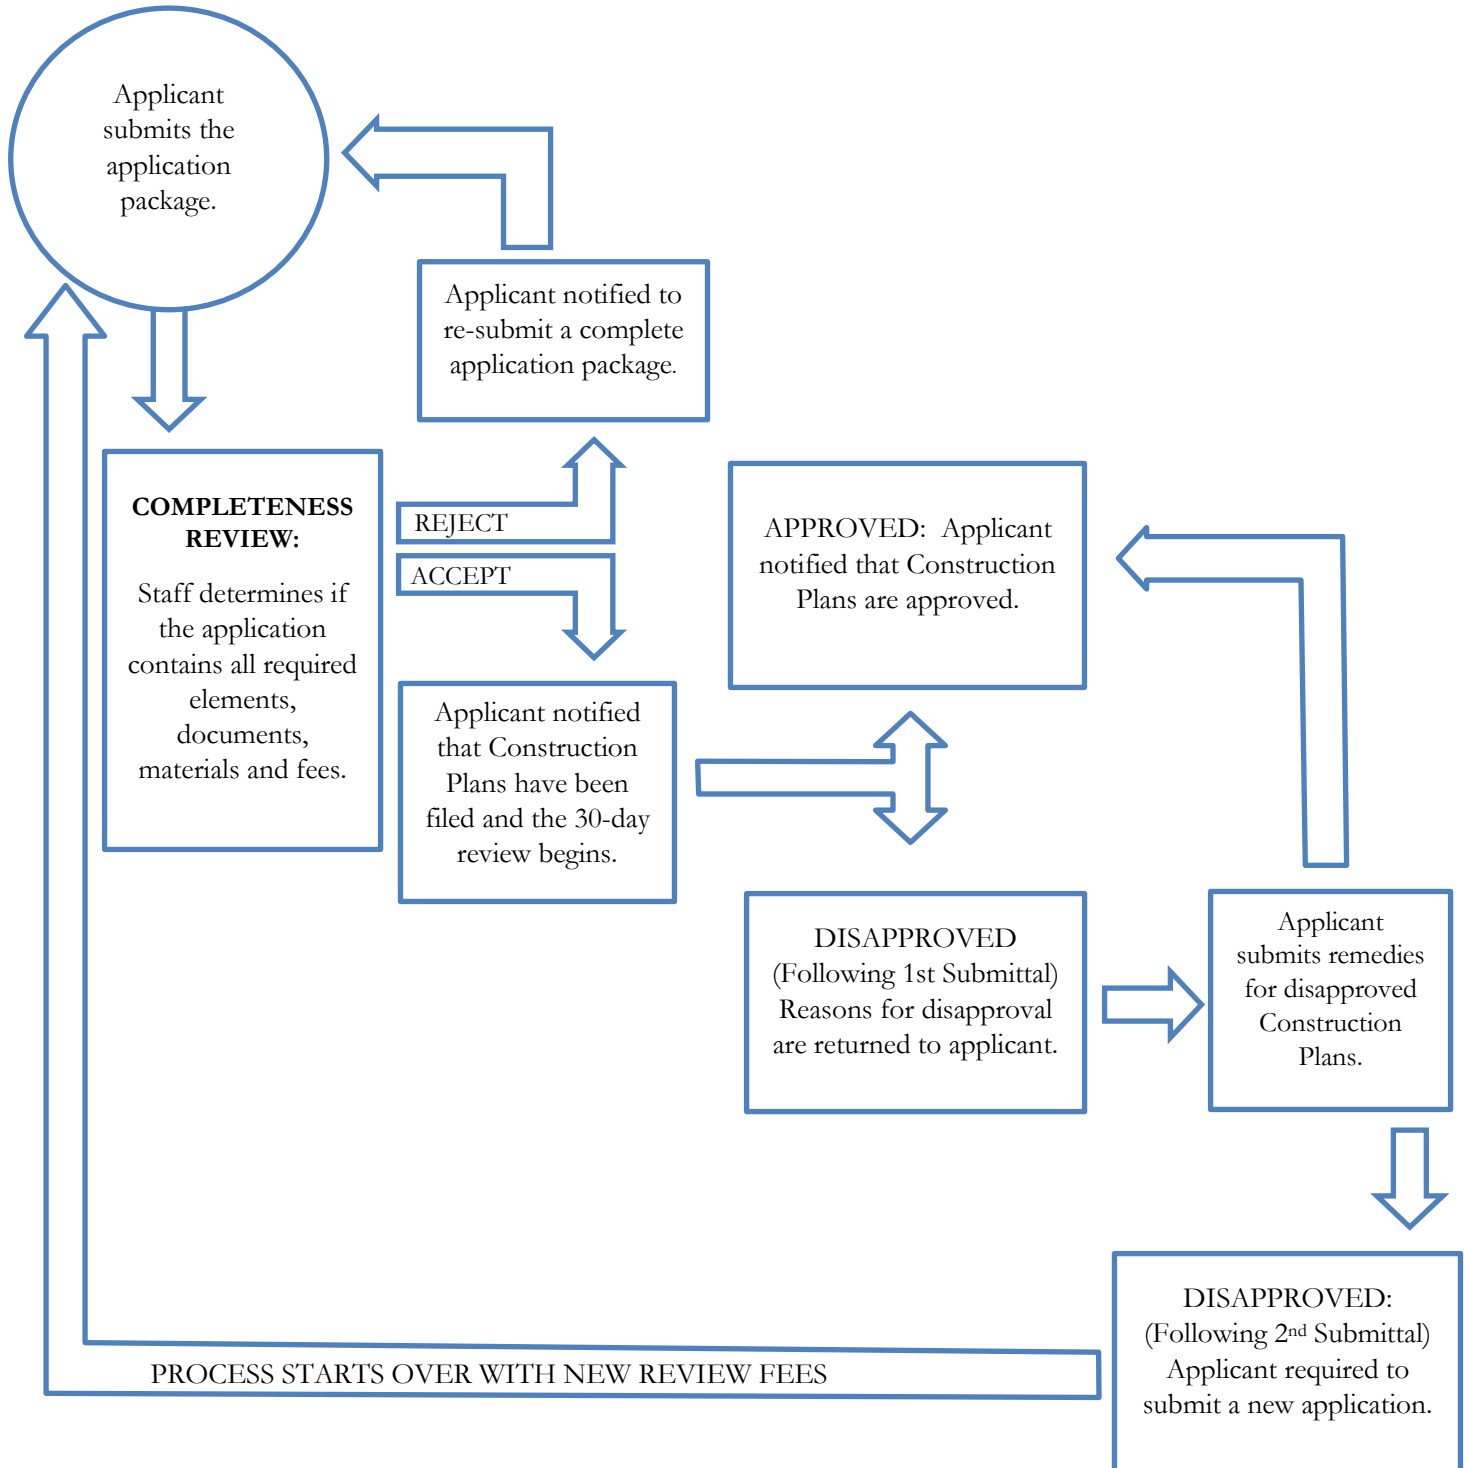 Applicant
submits the
application
package.
Applicant notified to
re-submit a complete
application package.
COMPLETENESS
REVIEW:
Staff determines if
the application
contains all required
elements,
documents,
materials and fees.
REJECT
ACCEPT
Applicant notified
that Construction
Plans have been
filed and the 30-day
review begins.
APPROVED: Applicant
notified that Construction
Plans are approved.
DISAPPROVED
(Following 1st Submittal)
Reasons for disapproval
are returned to applicant.
Applicant
submits remedies
for disapproved
Construction
Plans.
DISAPPROVED:
(Following 2nd Submittal)
Applicant required to
submit a new application.
PROCESS STARTS OVER WITH NEW REVIEW FEES